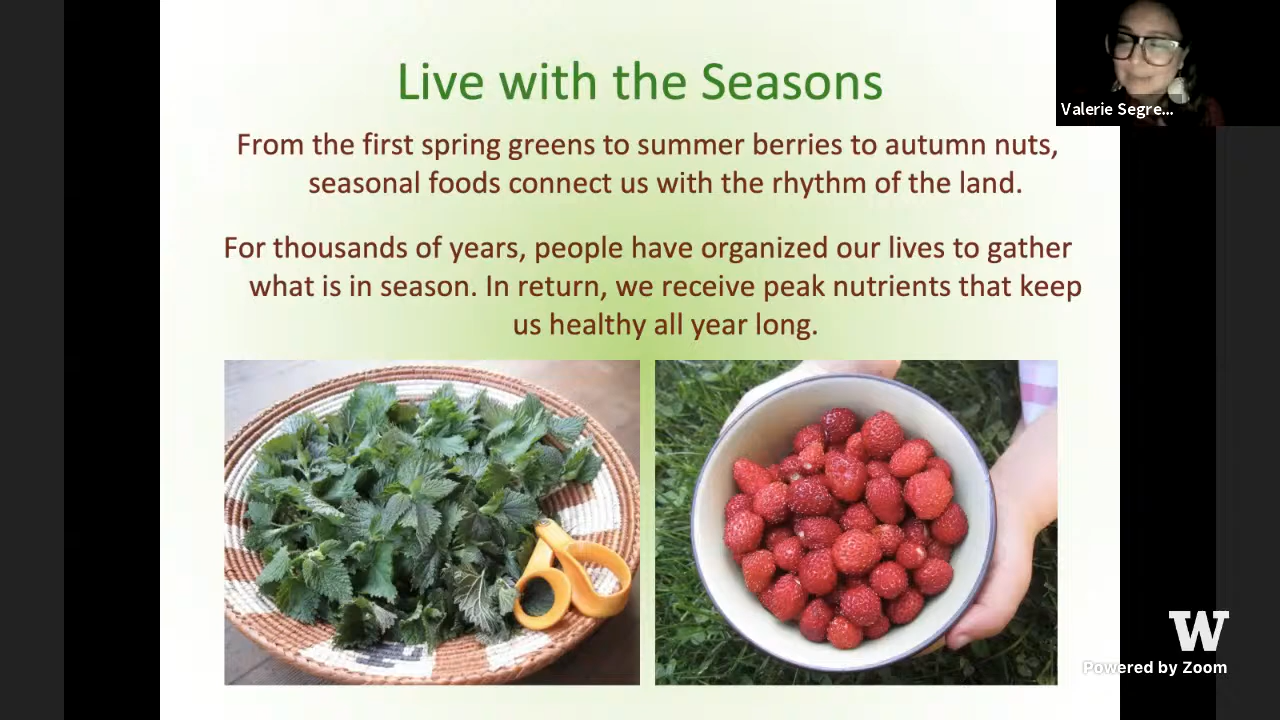 Live with the Seasons
From the first spring greens to summer berries to autumn nuts,
seasonal foods connect us with the rhythm of the land.
For thousands of years, people have organized our lives to gather
what is in season. In return, we receive peak nutrients that keep
us healthy all year long.
Valerie Segre...
W
Powered by Zoom